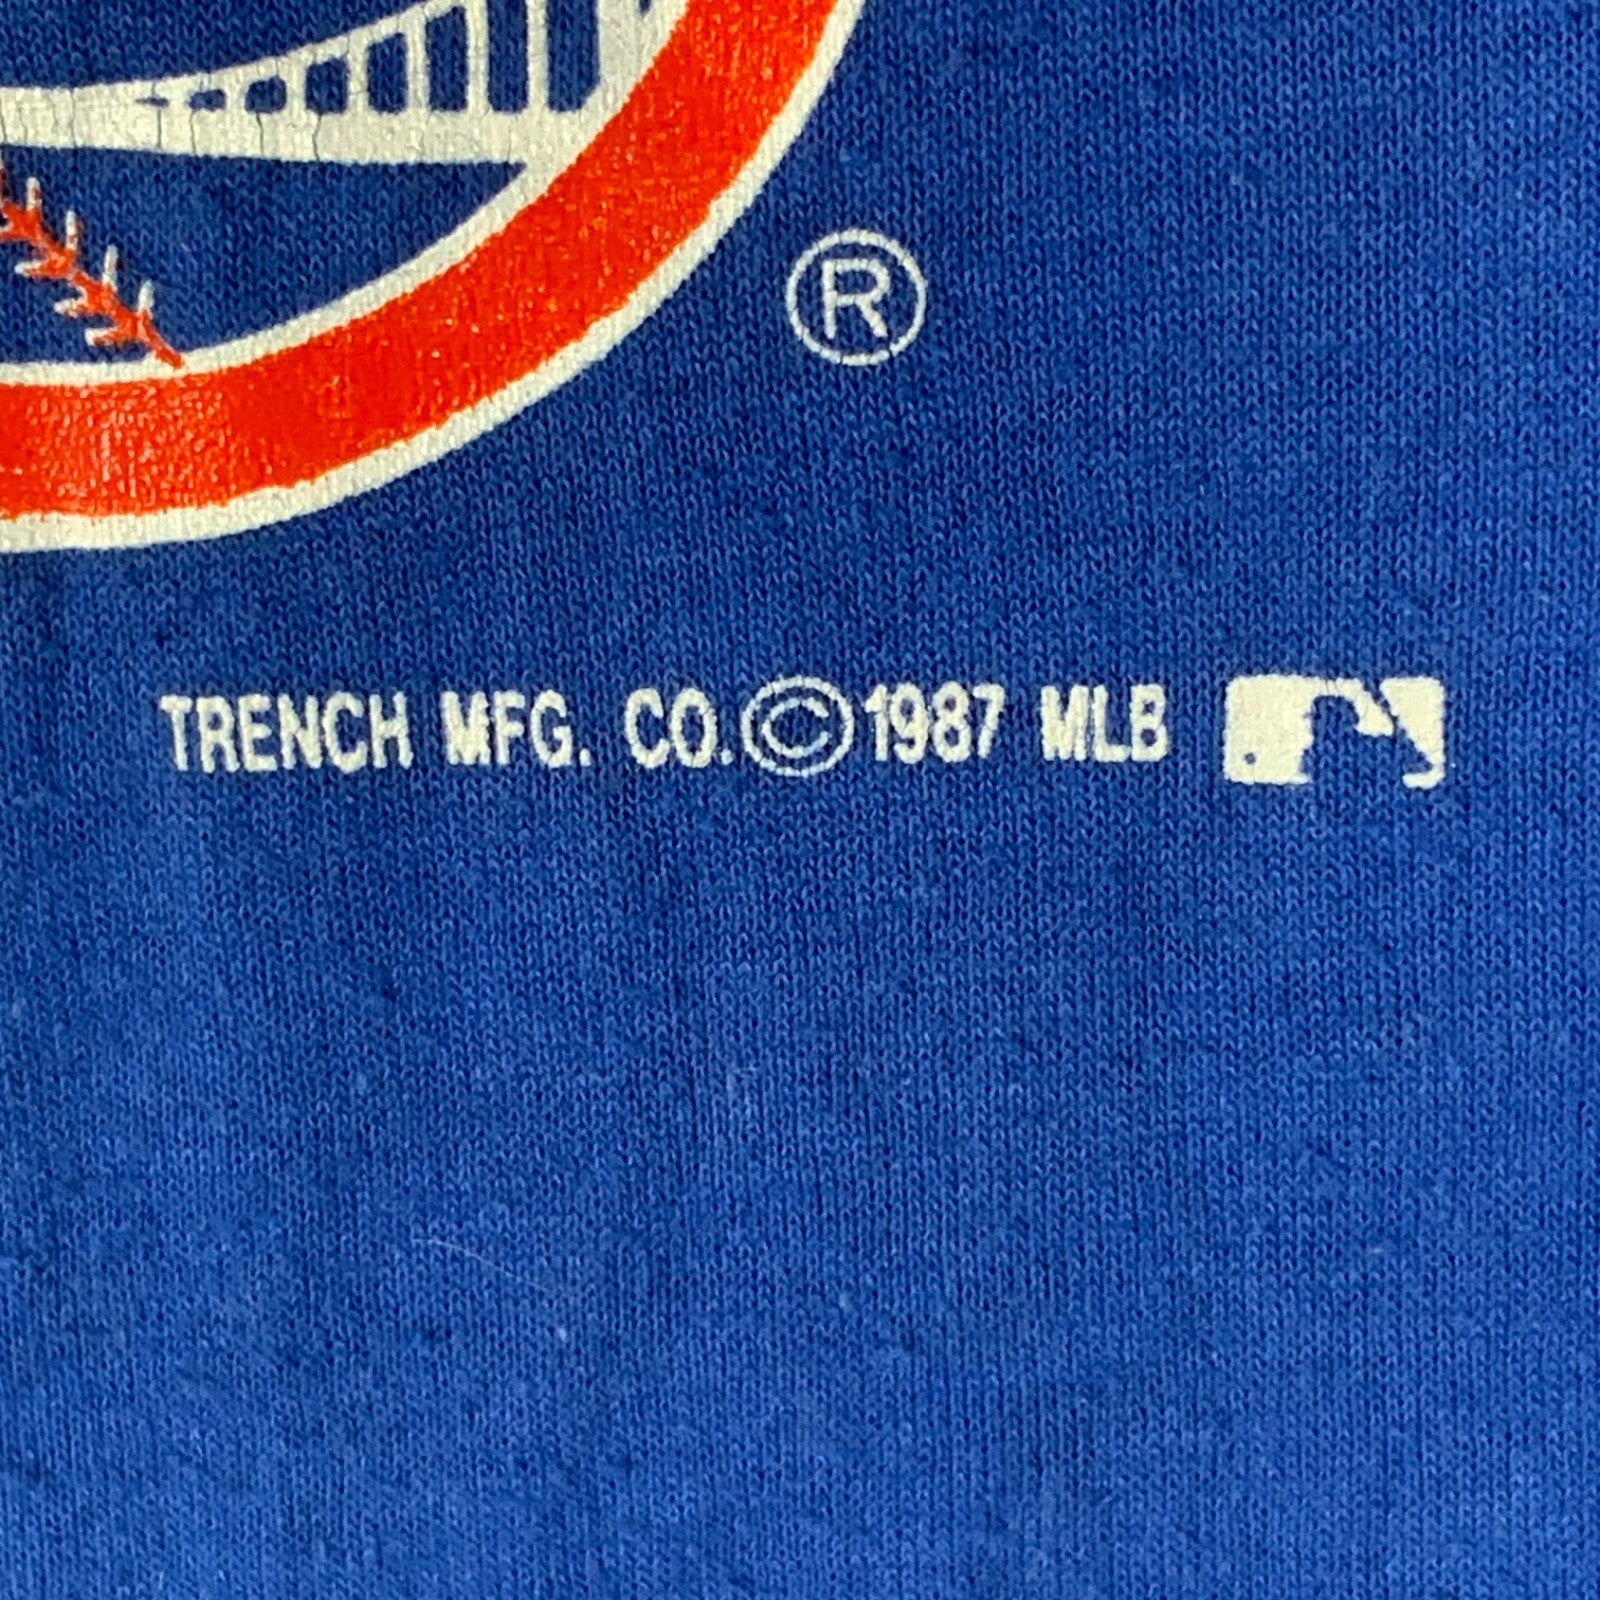 ®
TRENCH MFG. CO.©1987 MLB